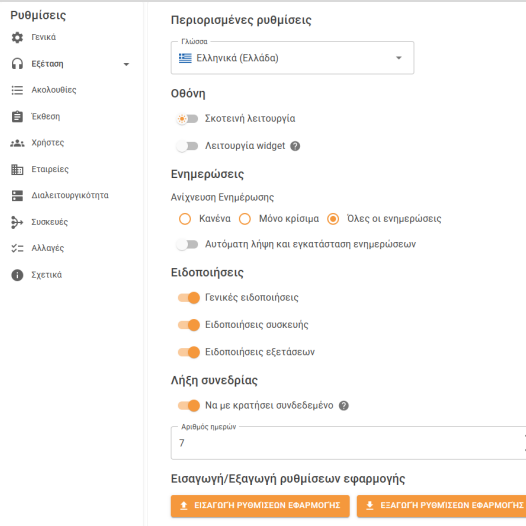 Ρυθμίσεις
Γενικά
Εξέταση
Ακολουθίες
Έκθεση
Χρήστες
Εταιρείες
Διαλειτουργικότητα
Συσκευές
Αλλαγές
Σχετικά
Περιορισμένες ρυθμίσεις
Γλώσσα
Ελληνικά (Ελλάδα)
Οθόνη
Σκοτεινή λειτουργία
Λειτουργία widget
Ενημερώσεις
Ανίχνευση Ενημέρωσης
Κανένα Μόνο κρίσιμα Όλες οι ενημερώσεις
Αυτόματη λήψη και εγκατάσταση ενημερώσεων
Ειδοποιήσεις
Γενικές ειδοποιήσεις
Ειδοποιήσεις συσκευής
Ειδοποιήσεις εξετάσεων
Λήξη συνεδρίας
Να με κρατήσει συνδεδεμένο
Αριθμός ημερών
7
Εισαγωγή/Εξαγωγή ρυθμίσεων εφαρμογής
ΕΙΣΑΓΩΓΗ ΡΥΘΜΙΣΕΩΝ ΕΦΑΡΜΟΓΗΣ ΕΞΑΓΩΓΗ ΡΥΘΜΙΣΕΩΝ ΕΦΑΡΜΟΓΗΣ